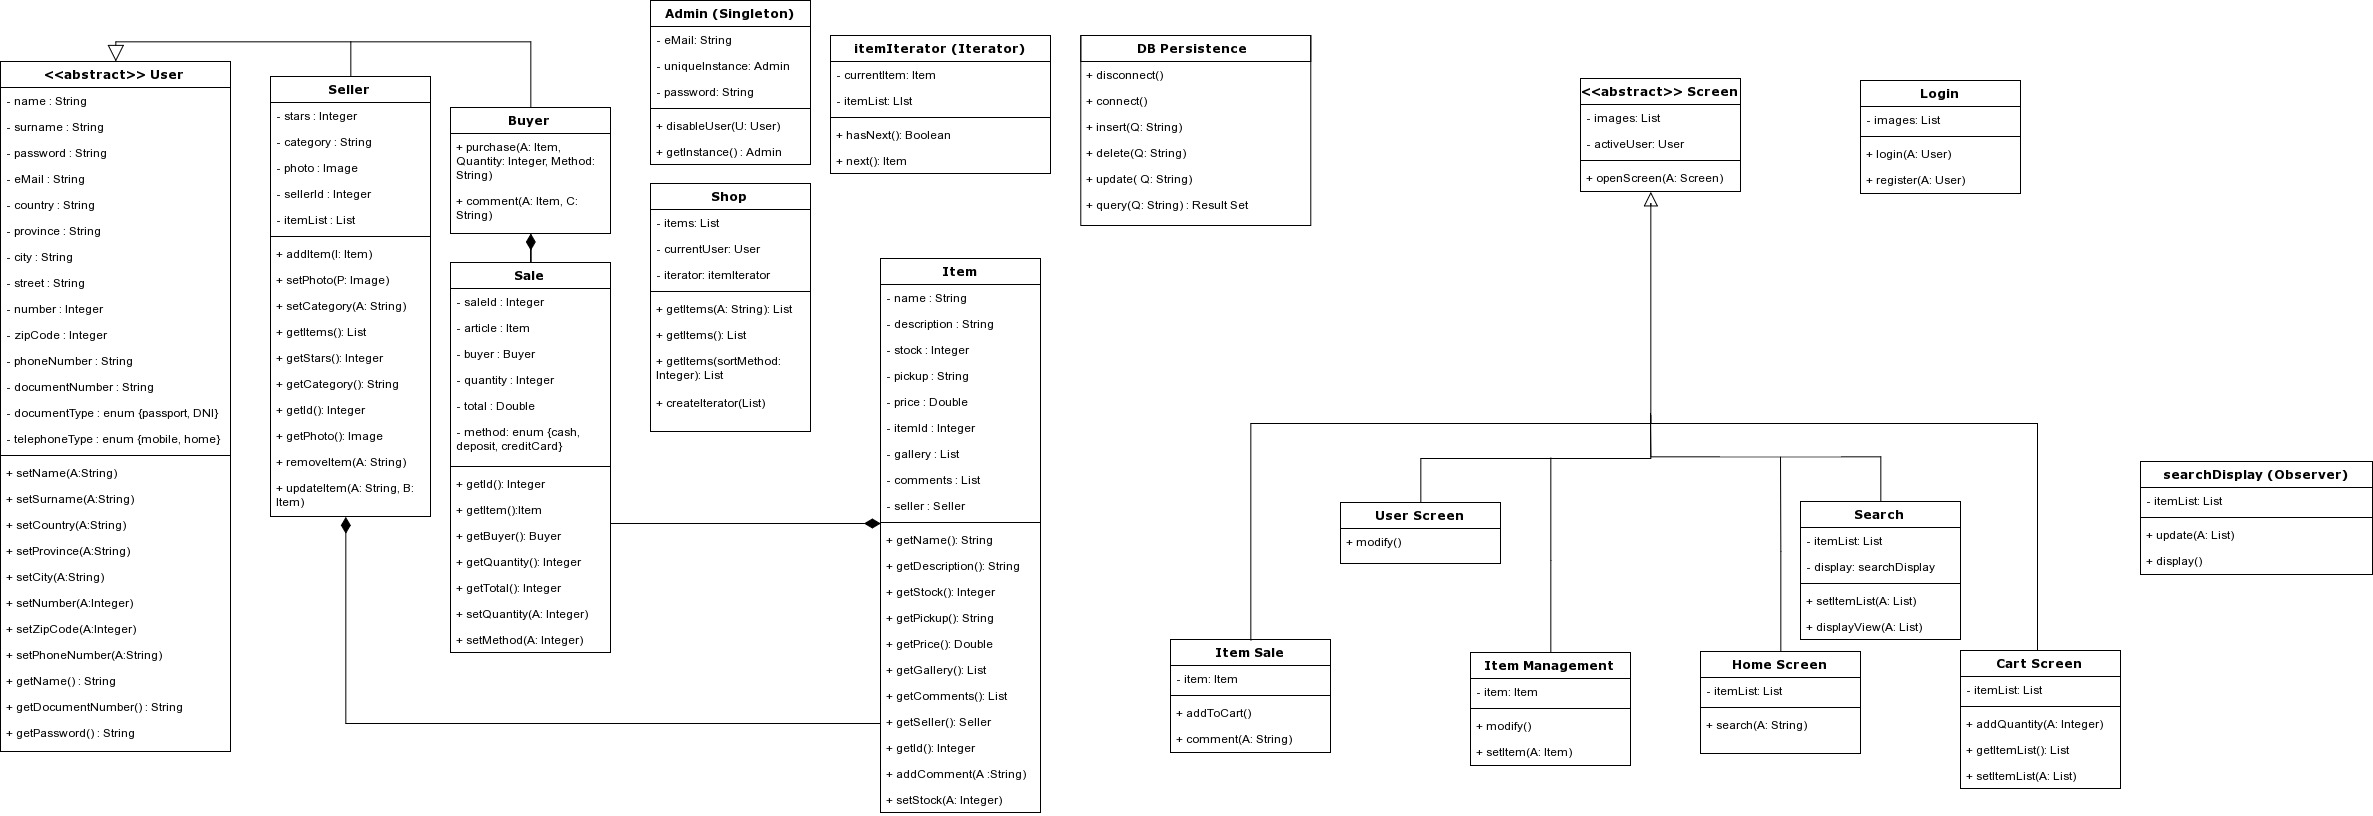 <<abstract>> User
- name : String
- surname : String
- password : String
- eMail : String
- country : String
- province : String
- city : String
- street : String
- number : Integer
- zipCode : Integer
- phoneNumber : String
- documentNumber : String
- documentType : enum {passport, DNI}
- telephoneType : enum {mobile, home}
+ setName(A:String)
+ setSurname(A:String)
+ setCountry(A:String)
+ setProvince(A:String)
+ setCity(A:String)
+ setNumber(A:Integer)
+ setZipCode(A:Integer)
+ setPhoneNumber(A:String)
+ getName() : String
+ getDocumentNumber() : String
+ getPassword() : String
Seller
- stars : Integer
- category : String
- photo : Image
- sellerId : Integer
- itemList : List
+ addItem(I: Item)
+ setPhoto(P: Image)
+ setCategory(A: String)
+ getItems(): List
+ getStars(): Integer
+ getCategory(): String
+ getId(): Integer
+ getPhoto(): Image
+ removeItem(A: String)
+ updateItem(A: String, B:
Item)
Buyer
+ purchase(A: Item,
Quantity: Integer, Method:
String)
+ comment(A: Item, C:
String)
Sale
- saleId : Integer
- article : Item
- buyer : Buyer
- quantity : Integer
- total : Double
- method: enum {cash,
deposit, creditCard}
+ getId(): Integer
+ getItem():Item
+ getBuyer(): Buyer
+ getQuantity(): Integer
+ getTotal(): Integer
+ setQuantity(A: Integer)
+ setMethod(A: Integer)
Admin (Singleton)
- eMail: String
- uniqueInstance: Admin
- password: String
+ disableUser(U: User)
+ getInstance() : Admin
Shop
- items: List
- currentUser: User
- iterator: itemIterator
+ getItems(A: String): List
+ getItems(): List
+ getItems(sortMethod:
Integer): List
+ createIterator(List)
itemIterator (Iterator)
- currentItem: Item
- itemList: LIst
+ hasNext(): Boolean
+ next(): Item
Item
- name : String
- description : String
- stock : Integer
- pickup : String
- price : Double
- itemId : Integer
- gallery : List
- comments : List
- seller : Seller
+ getName(): String
+ getDescription(): String
+ getStock(): Integer
+ getPickup(): String
+ getPrice(): Double
+ getGallery(): List
+ getComments(): List
+ getSeller(): Seller
+ getId(): Integer
+ addComment(A :String)
+ setStock(A: Integer)
DB Persistence
+ disconnect()
+ connect()
+ insert(Q: String)
+ delete(Q: String)
+ update( Q: String)
+ query(Q: String) : Result Set
<<abstract>> Screen
- images: List
- activeUser: User
+ openScreen(A: Screen)
Login
- images: List
+ login(A: User)
+ register(A: User)
Item Sale
- item: Item
+ addToCart()
+ comment(A: String)
User Screen
+ modify()
Item Management
- item: Item
+ modify()
+ setItem(A: Item)
Home Screen
- itemList: List
+ search(A: String)
Search
- itemList: List
- display: searchDisplay
+ setItemList(A: List)
+ displayView(A: List)
Cart Screen
- itemList: List
+ addQuantity(A: Integer)
+ getItemList(): List
+ setItemList(A: List)
searchDisplay (Observer)
- itemList: List
+ update(A: List)
+ display()